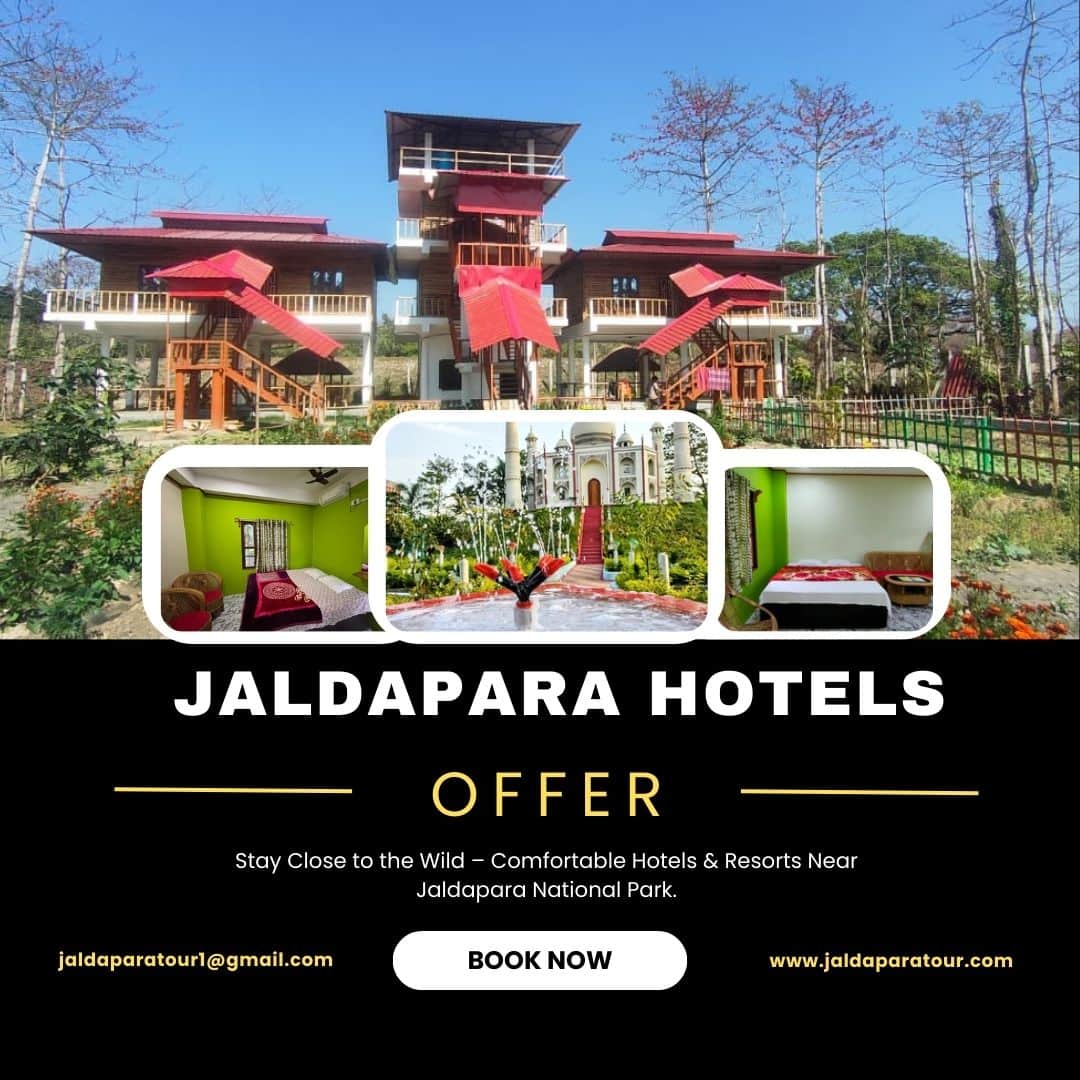 JALDAPARA HOTELS
OFFER
Stay Close to the Wild – Comfortable Hotels & Resorts Near
Jaldapara National Park.
jaldaparatour1@gmail.com
BOOK NOW
www.jaldaparatour.com